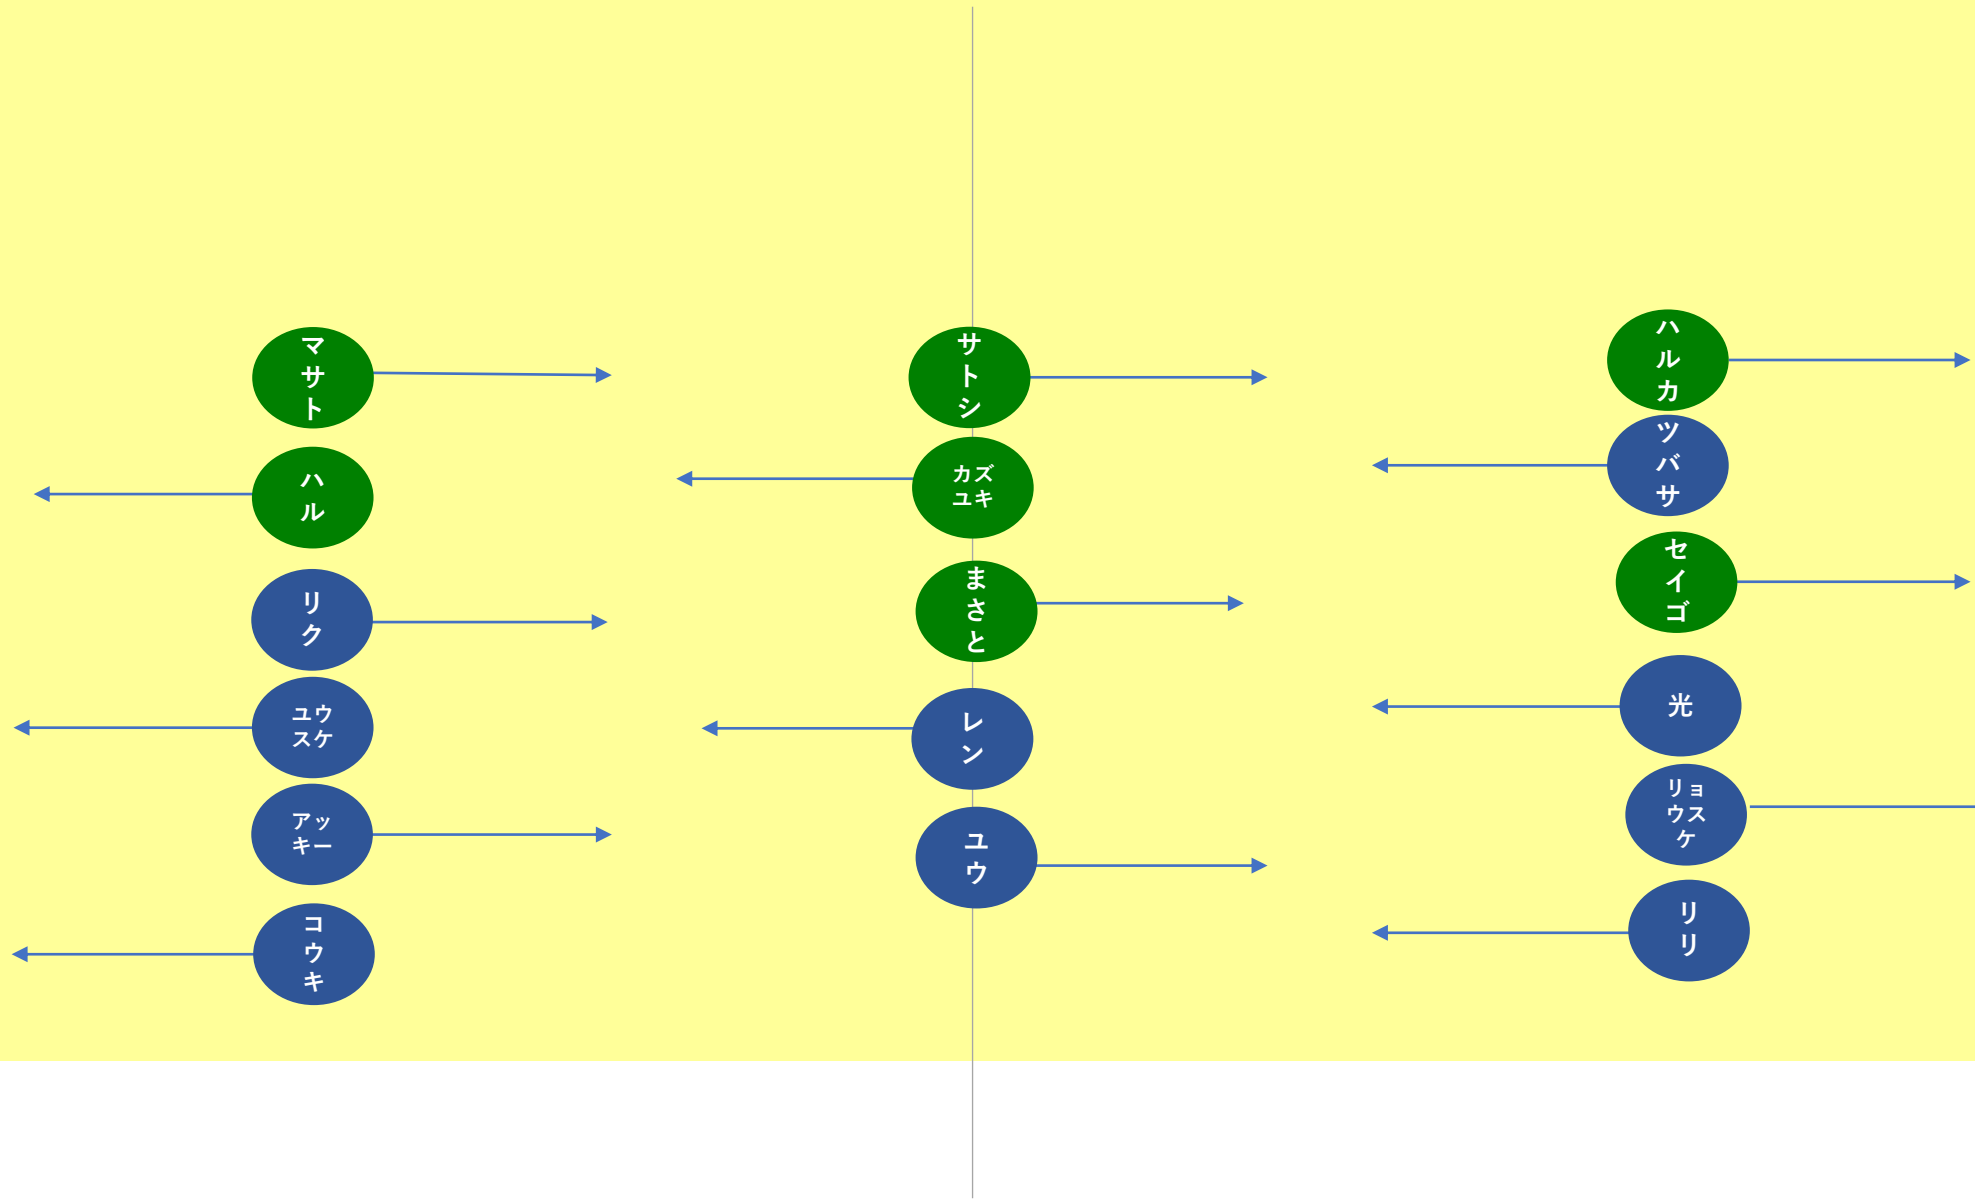 マ
サ
ト
ハ
ル
リ
ク
ユウ
スケ
アッ
キー
コ
ウ
キ
サ
ト
シ
カズ
ユキ
ま
さ
と
レ
ン
ユ
ウ
ハ
ル
カ
ツ
バ
サ
セ
イ
ゴ
光
リョ
ウス
ケ
リ
リ